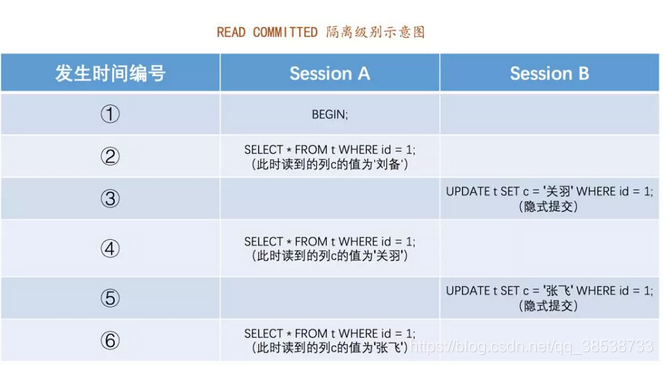 READ COMMITTED 隔离级别示意图
发生时间编号 Session A Session B
① BEGIN;
② SELECT * FROM t WHERE id = 1;
（此时读到的列c的值为'刘备'）
③ UPDATE t SET c = '关羽' WHERE id = 1;
（隐式提交）
④ SELECT * FROM t WHERE id = 1;
（此时读到的列c的值为'关羽'）
⑤ UPDATE t SET c = '张飞' WHERE id = 1;
（隐式提交）
⑥ SELECT * FROM t WHERE id = 1;
（此时读到的列c的值为'张飞'）
https://blog.csdn.net/qq_38538733